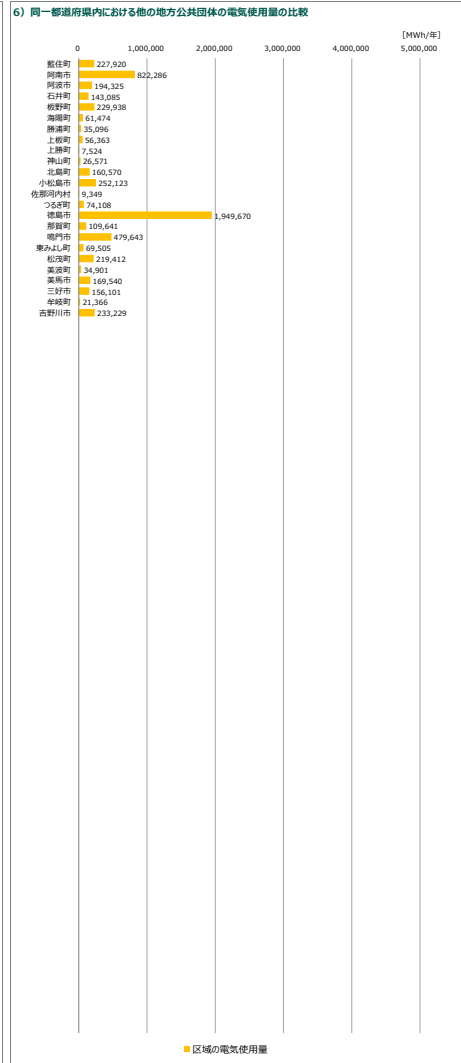 6）同一都道府県内における他の地方公共団体の電気使用量の比較
[MWh/年]
0 1,000,000 2,000,000 3,000,000 4,000,000 5,000,000
藍住町 227,920
阿南市 822,286
阿波市 194,325
石井町 143,085
板野町 229,938
海陽町 61,474
勝浦町 35,096
上板町 56,363
上勝町 7,524
神山町 26,571
北島町 160,570
小松島市 252,123
佐那河内村 9,349
つるぎ町 74,108
徳島市 1,949,670
那賀町 109,641
鳴門市 479,643
東みよし町 69,505
松茂町 219,412
美波町 34,901
美馬市 169,540
三好市 156,101
牟岐町 21,366
吉野川市 233,229
区域の電気使用量